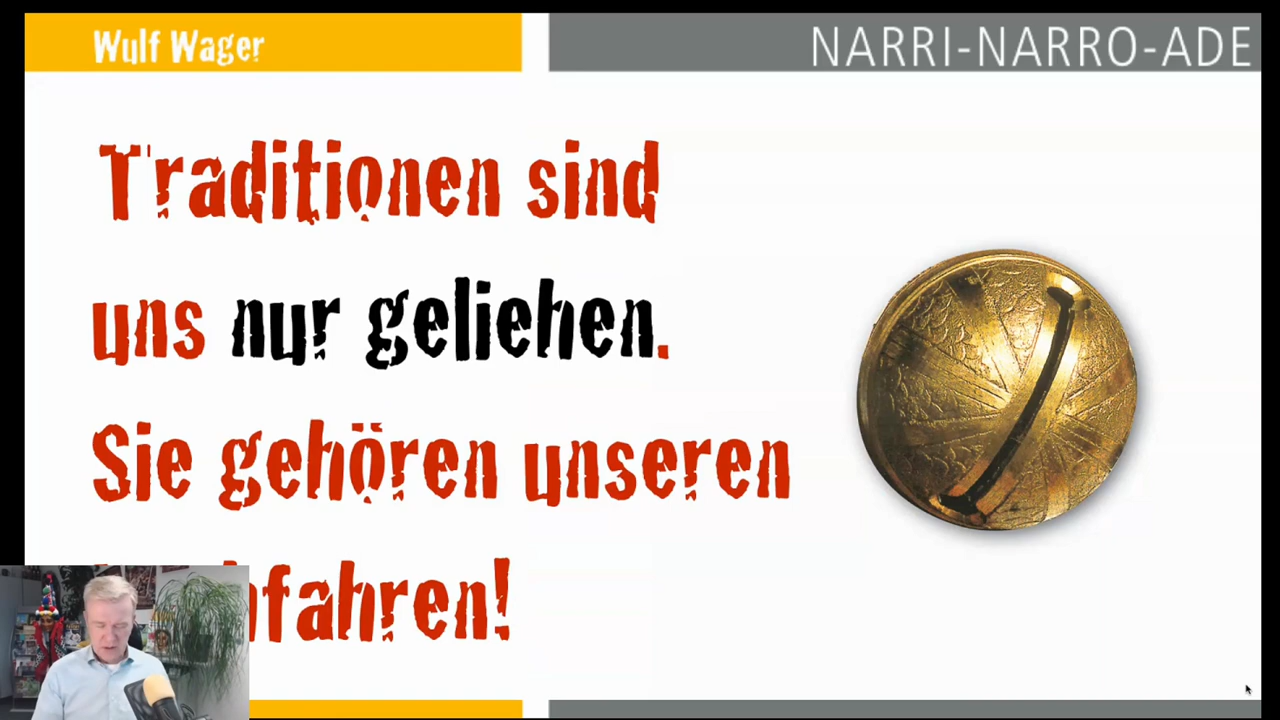 Wulf Wager
NARRI-NARRO-ADE
Traditionen sind
uns nur geliehen.
Sie gehören unseren